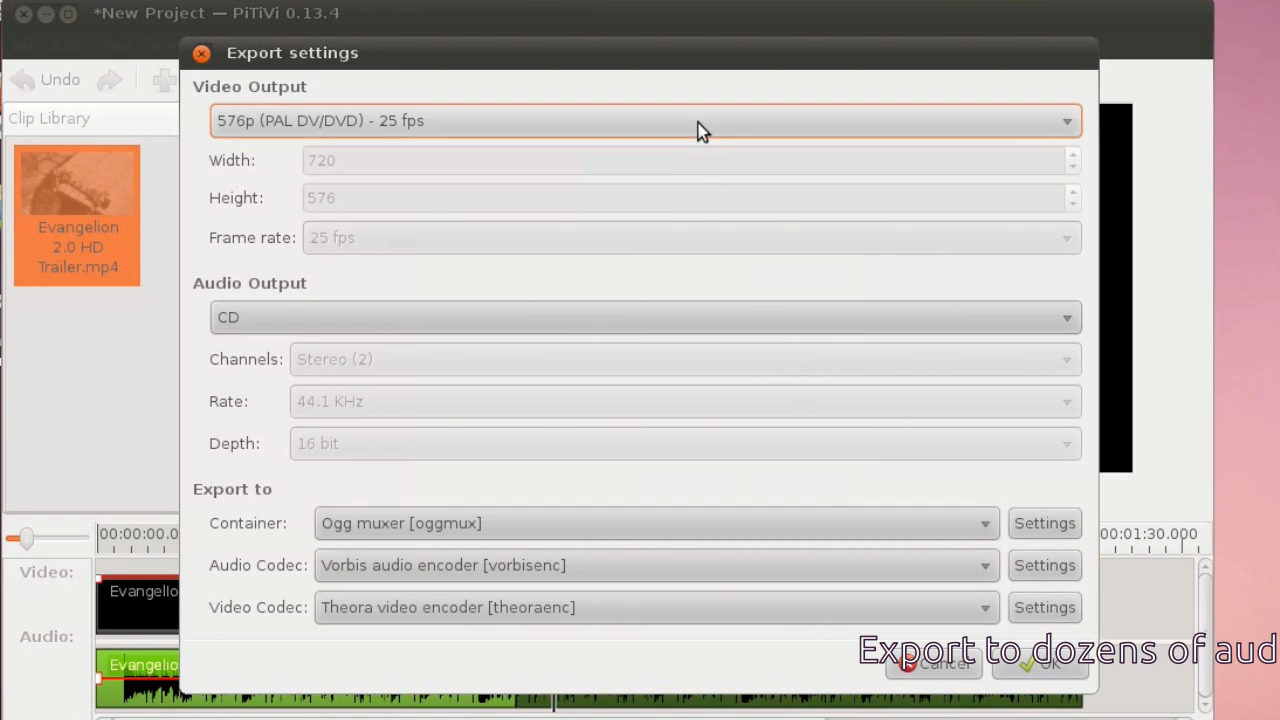 *New Project — PiTiVi 0.13.4
Export settings
Undo
Video Output
Clip Library
576p (PAL DV/DVD) - 25 fps
Width: 720
Height: 576
Frame rate: 25 fps
Evangelion
2.0 HD
Trailer.mp4
Audio Output
CD
Channels: Stereo (2)
Rate: 44.1 KHz
Depth: 16 bit
Export to
Container: Ogg muxer [oggmux] Settings
00:00:00.0
00:01:30.000
Audio Codec: Vorbis audio encoder [vorbisenc] Settings
Video:
Evangelio
Video Codec: Theora video encoder [theoraenc] Settings
Audio:
Evangelio
Export to dozens of aud
Cancel OK